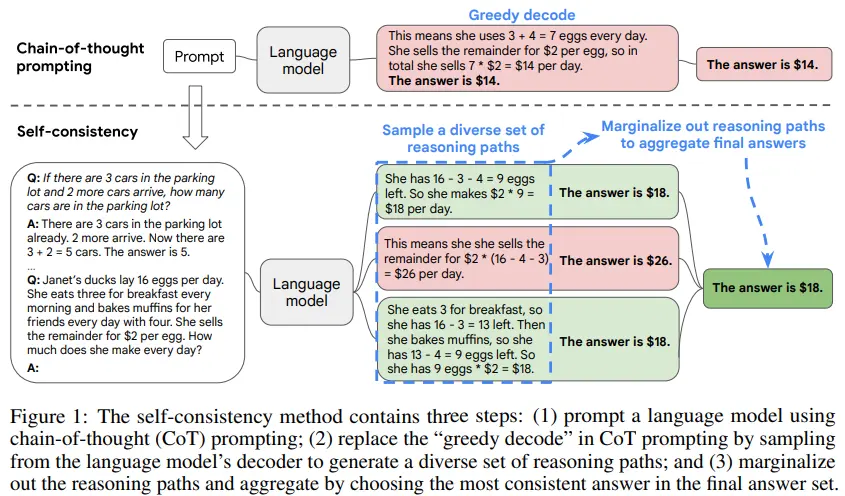 Greedy decode
Chain-of-thought
prompting
Prompt
Language
model
This means she uses 3 + 4 = 7 eggs every day.
She sells the remainder for $2 per egg, so in
total she sells 7 * $2 = $14 per day.
The answer is $14.
The answer is $14.
Self-consistency
Sample a diverse set of
reasoning paths
Marginalize out reasoning paths
to aggregate final answers
Q: If there are 3 cars in the parking
lot and 2 more cars arrive, how many
cars are in the parking lot?
A: There are 3 cars in the parking lot
already. 2 more arrive. Now there are
3 + 2 = 5 cars. The answer is 5.
...
Q: Janet's ducks lay 16 eggs per day.
She eats three for breakfast every
morning and bakes muffins for her
friends every day with four. She sells
the remainder for $2 per egg. How
much does she make every day?
A:
Language
model
She has 16 - 3 - 4 = 9 eggs
left. So she makes $2 * 9 =
$18 per day.
The answer is $18.
This means she she sells the
remainder for $2 * (16 - 4 - 3)
= $26 per day.
The answer is $26.
She eats 3 for breakfast, so
she has 16 - 3 = 13 left. Then
she bakes muffins, so she
has 13 - 4 = 9 eggs left. So
she has 9 eggs * $2 = $18.
The answer is $18.
The answer is $18.
Figure 1: The self-consistency method contains three steps: (1) prompt a language model using
chain-of-thought (CoT) prompting; (2) replace the “greedy decode” in CoT prompting by sampling
from the language model’s decoder to generate a diverse set of reasoning paths; and (3) marginalize
out the reasoning paths and aggregate by choosing the most consistent answer in the final answer set.